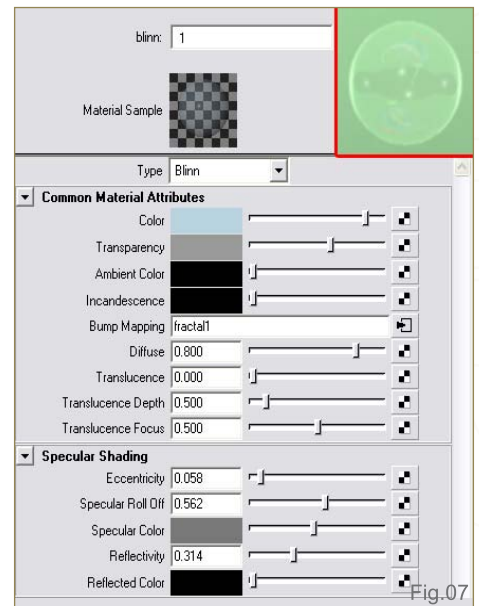 blinn: 1
Material Sample
Type Blinn
Common Material Attributes
Color
Transparency
Ambient Color
Incandescence
Bump Mapping fractal1
Diffuse 0.800
Translucence 0.000
Translucence Depth 0.500
Translucence Focus 0.500
Specular Shading
Eccentricity 0.058
Specular Roll Off 0.562
Specular Color
Reflectivity 0.314
Reflected Color
Fig.07